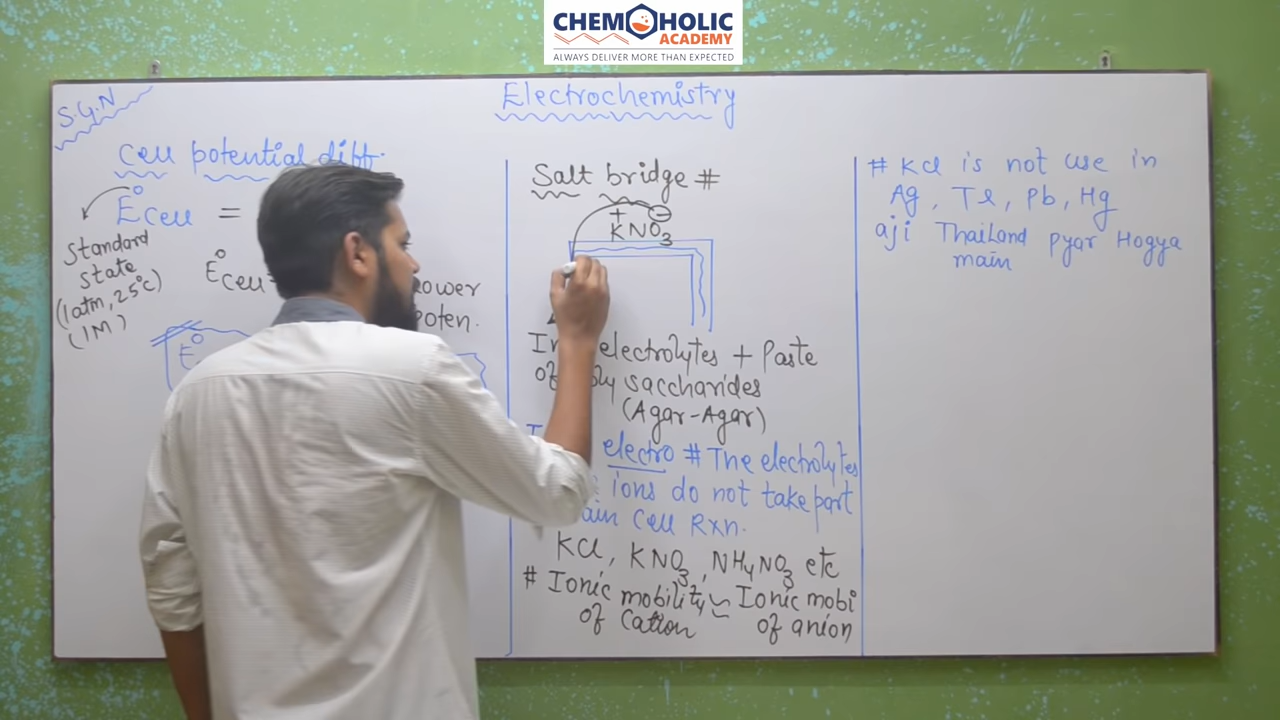 CHEMOHOLIC
ACADEMY
ALWAYS DELIVER MORE THAN EXPECTED
S.G.N
Electrochemistry
Cell potential diff.
E°cell =
Standard
State
(1atm, 25°C)
(1M)
E°cell
Lower
poten.
E°
Salt bridge #
+ −
KNO3
electrolytes + Paste
of saccharides
(Agar-Agar)
electro # The electrolytes
ions do not take part
Cell Rxn.
KCl, KNO3, NH4NO3 etc
# Ionic mobility ≃ Ionic mobi
of Cation of anion
# KCl is not use in
Ag, Tl, Pb, Hg
aji Thailand pyar Hogya
main